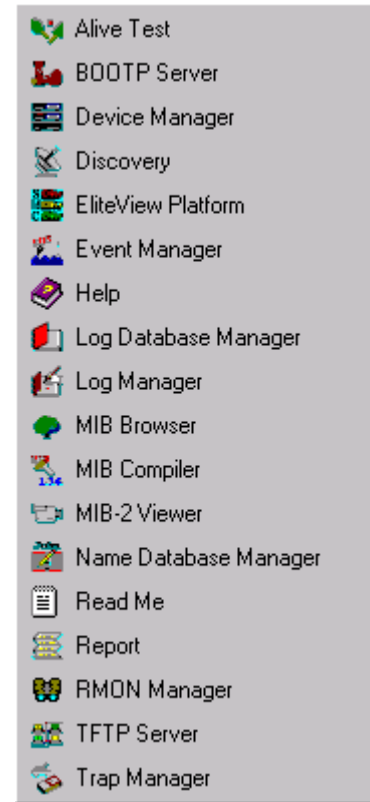 Alive Test
BOOTP Server
Device Manager
Discovery
EliteView Platform
Event Manager
Help
Log Database Manager
Log Manager
MIB Browser
MIB Compiler
MIB-2 Viewer
Name Database Manager
Read Me
Report
RMON Manager
TFTP Server
Trap Manager